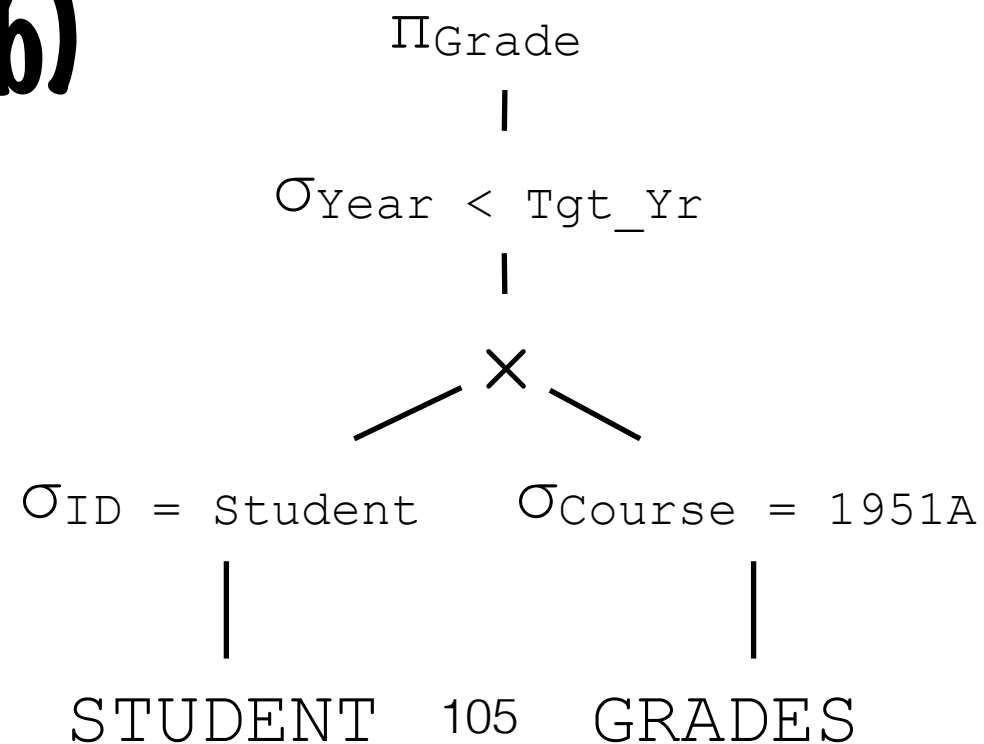 b)
πGrade
σYear < Tgt_Yr
×
σID = Student σCourse = 1951A
STUDENT 105 GRADES